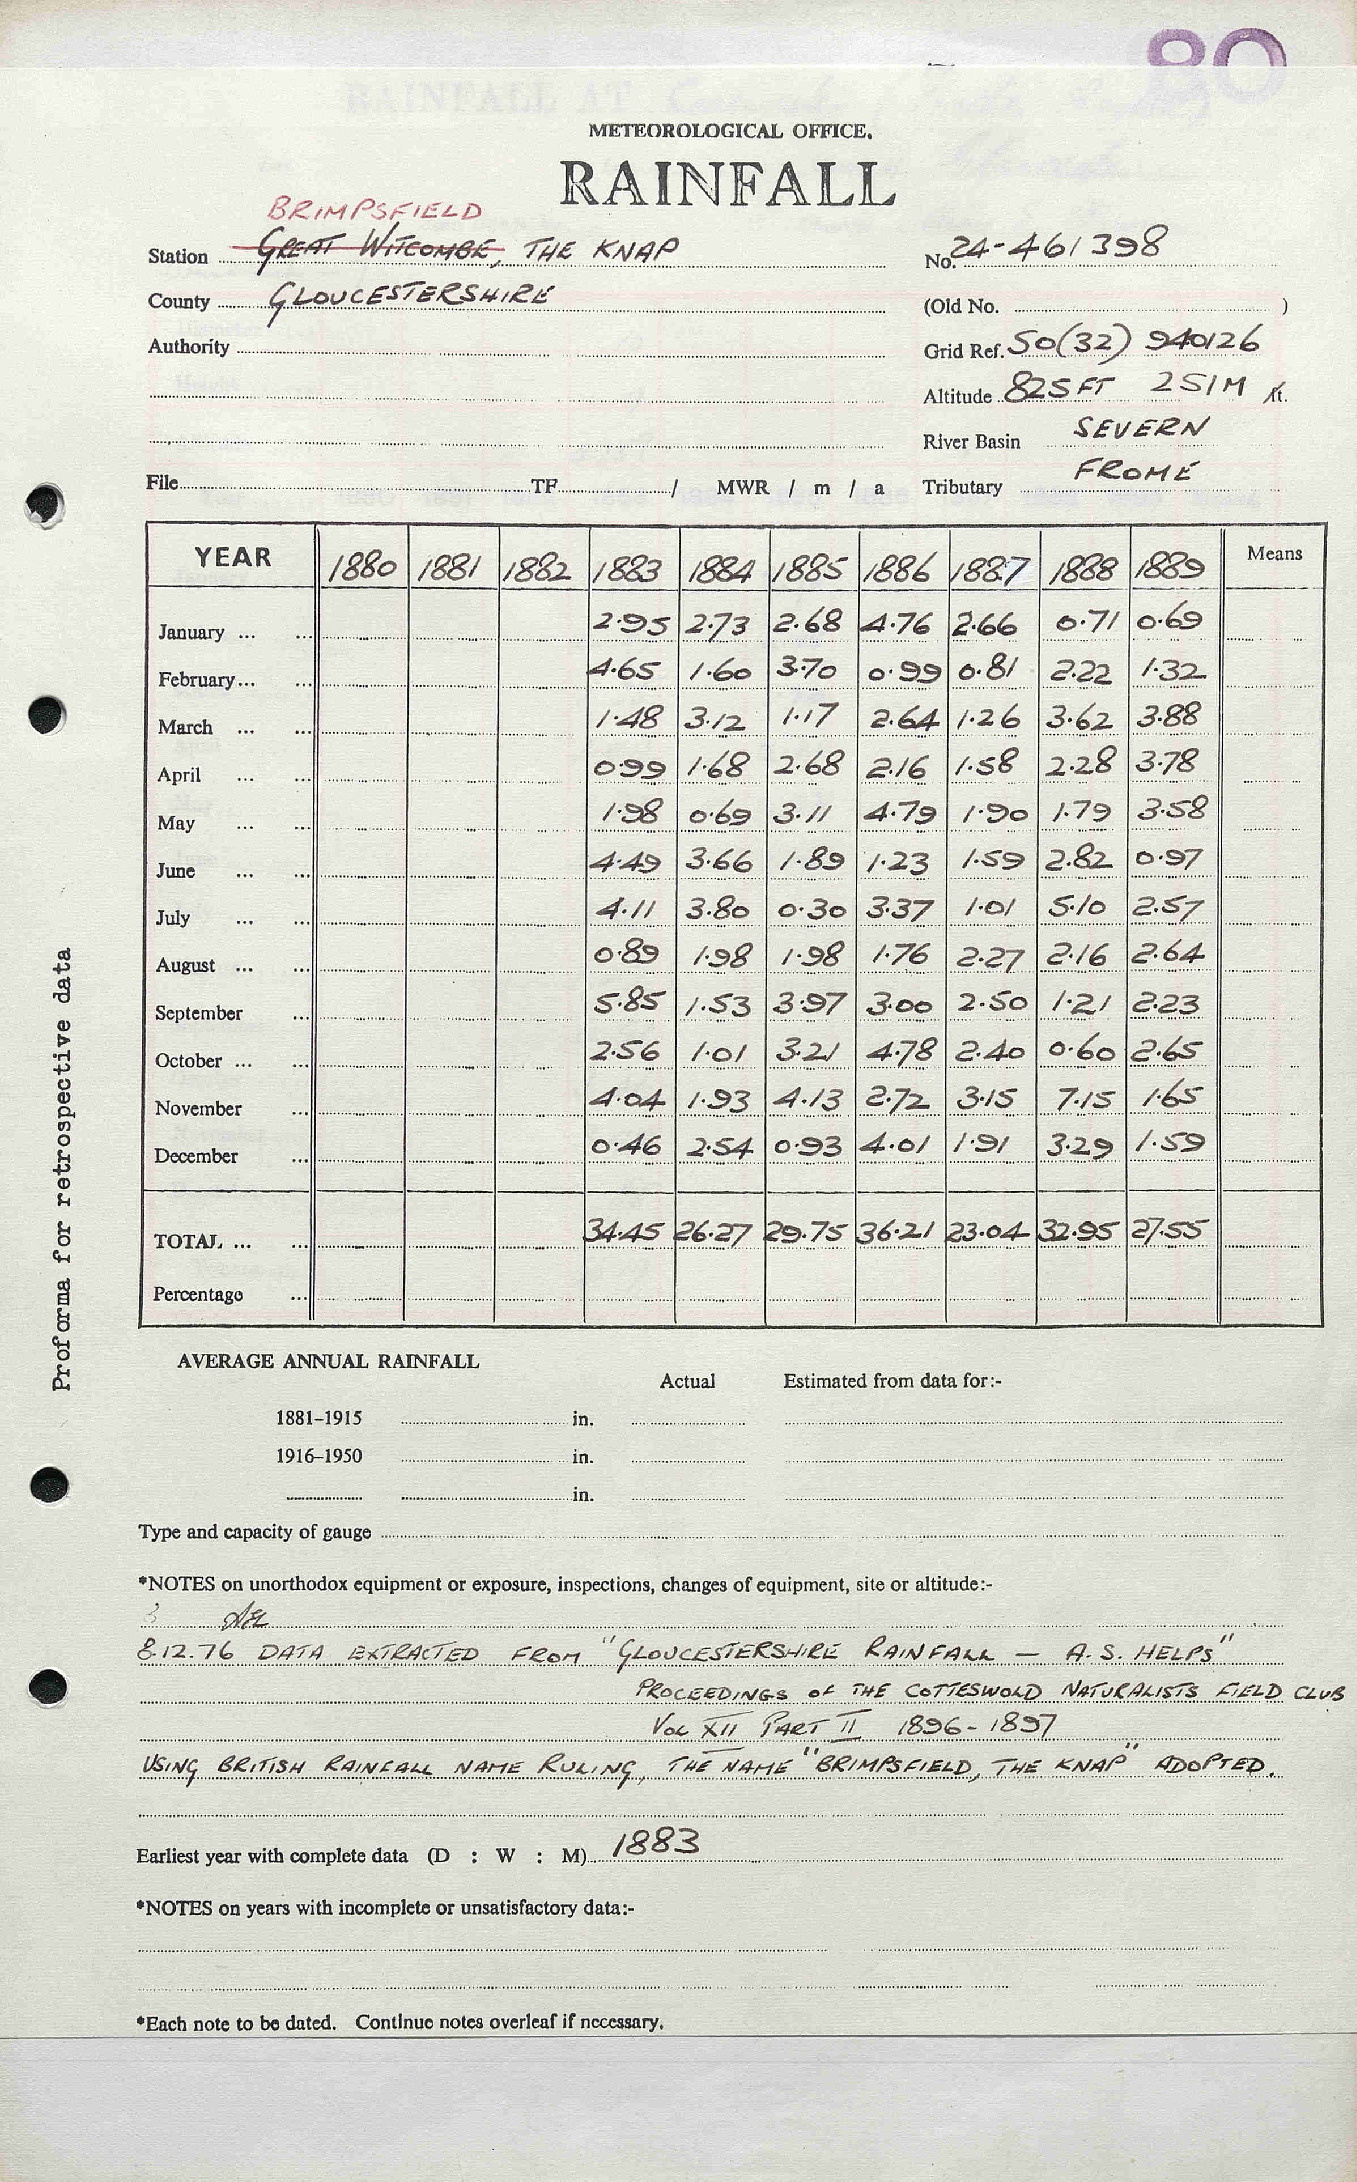 80
METEOROLOGICAL OFFICE.
RAINFALL
BRIMPSFIELD
Station GREAT WITCOMBE, THE KNAP No. 24-461398
County GLOUCESTERSHIRE (Old No. )
Authority Grid Ref. SO(32) 940126
Altitude 825 FT 251M ft.
River Basin SEVERN
File TF / MWR / m / a Tributary FROME
YEAR 1880 1881 1882 1883 1884 1885 1886 1887 1888 1889 Means
January ... ... 2.95 2.73 2.68 4.76 2.66 0.71 0.69
February ... ... 4.65 1.60 3.70 0.99 0.81 2.22 1.32
March ... ... 1.48 3.12 1.17 2.64 1.26 3.62 3.88
April ... ... 0.99 1.68 2.68 2.16 1.58 2.28 3.78
May ... ... 1.98 0.69 3.11 4.79 1.90 1.79 3.58
June ... ... 4.49 3.66 1.89 1.23 1.59 2.82 0.97
July ... ... 4.11 3.80 0.30 3.37 1.01 5.10 2.57
August ... ... 0.89 1.98 1.98 1.76 2.27 2.16 2.64
September ... 5.85 1.53 3.97 3.00 2.50 1.21 2.23
October ... ... 2.56 1.01 3.21 4.78 2.40 0.60 2.65
November ... 4.04 1.93 4.13 2.72 3.15 7.15 1.65
December ... 0.46 2.54 0.93 4.01 1.91 3.29 1.59
TOTAL ... ... 34.45 26.27 29.75 36.21 23.04 32.95 27.55
Percentage ...
Proforma for retrospective data
AVERAGE ANNUAL RAINFALL
Actual Estimated from data for:-
1881–1915 in.
1916–1950 in.
in.
Type and capacity of gauge
*NOTES on unorthodox equipment or exposure, inspections, changes of equipment, site or altitude:-
8.12.76 DATA EXTRACTED FROM "GLOUCESTERSHIRE RAINFALL — A.S. HELPS"
PROCEEDINGS OF THE COTTESWOLD NATURALISTS FIELD CLUB
VOL XII PART II 1896-1897
USING BRITISH RAINFALL NAME RULING, THE NAME "BRIMPSFIELD, THE KNAP" ADOPTED.
Earliest year with complete data (D : W : M) 1883
*NOTES on years with incomplete or unsatisfactory data:-
*Each note to be dated. Continue notes overleaf if necessary.